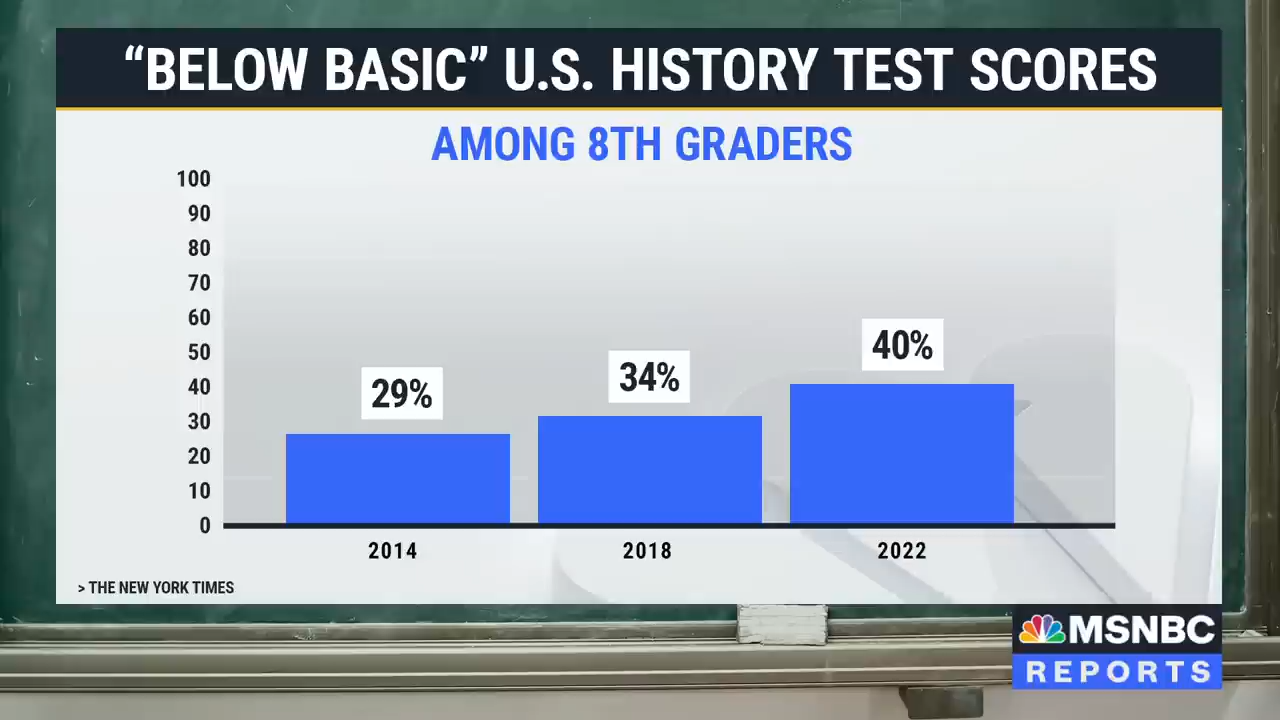 “BELOW BASIC” U.S. HISTORY TEST SCORES
AMONG 8TH GRADERS
100
90
80
70
60
50
40
30
20
10
0
29%
34%
40%
2014 2018 2022
> THE NEW YORK TIMES
MSNBC
REPORTS